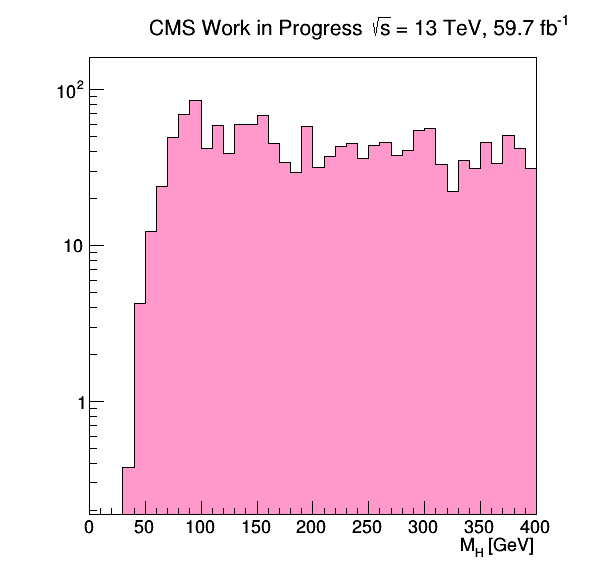 CMS Work in Progress √s = 13 TeV, 59.7 fb⁻¹
10²
10
1
0 50 100 150 200 250 300 350 400
M_H [GeV]